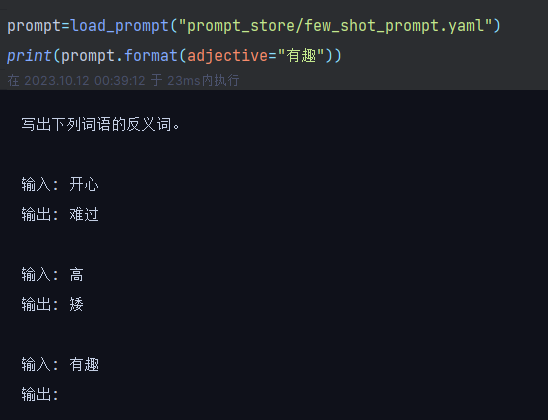 prompt=load_prompt("prompt_store/few_shot_prompt.yaml")
print(prompt.format(adjective="有趣"))
在 2023.10.12 00:39:12 于 23ms内执行
写出下列词语的反义词。
输入: 开心
输出: 难过
输入: 高
输出: 矮
输入: 有趣
输出: